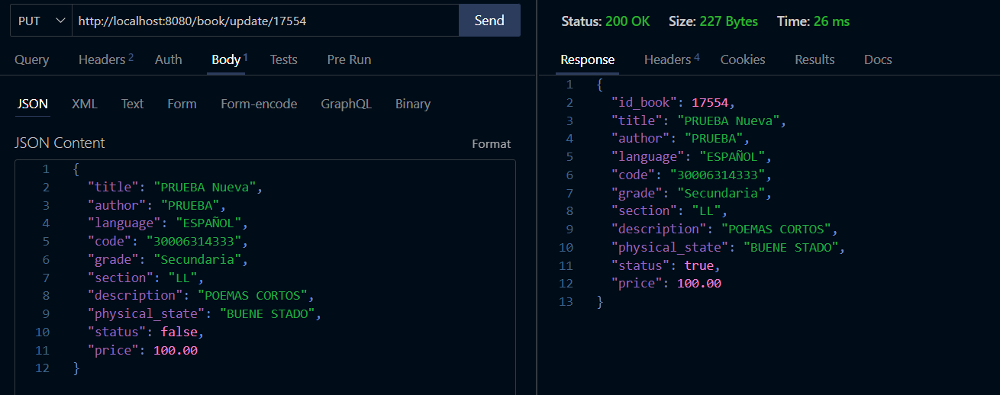 PUT http://localhost:8080/book/update/17554 Send
Query Headers 2 Auth Body 1 Tests Pre Run
JSON XML Text Form Form-encode GraphQL Binary
JSON Content Format
1 {
2 "title": "PRUEBA Nueva",
3 "author": "PRUEBA",
4 "language": "ESPAÑOL",
5 "code": "30006314333",
6 "grade": "Secundaria",
7 "section": "LL",
8 "description": "POEMAS CORTOS",
9 "physical_state": "BUENE STADO",
10 "status": false,
11 "price": 100.00
12 }
Status: 200 OK Size: 227 Bytes Time: 26 ms
Response Headers 4 Cookies Results Docs
1 {
2 "id_book": 17554,
3 "title": "PRUEBA Nueva",
4 "author": "PRUEBA",
5 "language": "ESPAÑOL",
6 "code": "30006314333",
7 "grade": "Secundaria",
8 "section": "LL",
9 "description": "POEMAS CORTOS",
10 "physical_state": "BUENE STADO",
11 "status": true,
12 "price": 100.00
13 }